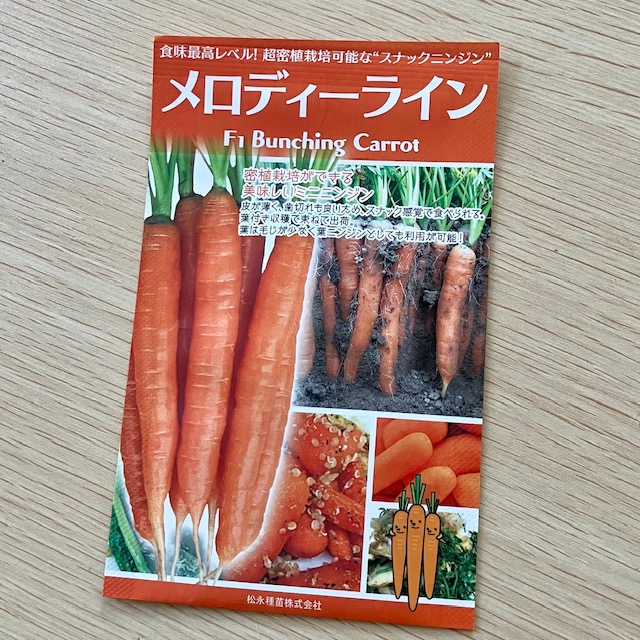 食味最高レベル! 超密植栽培可能な“スナックニンジン”
メロディーライン
F1 Bunching Carrot
密植栽培ができる
美味しいミニニンジン
皮が薄く、歯切れも良いため、スナック感覚で食べられる。
葉付き収穫で束ねて出荷。
葉は毛じが少なく葉ニンジンとしても利用が可能！
松永種苗株式会社